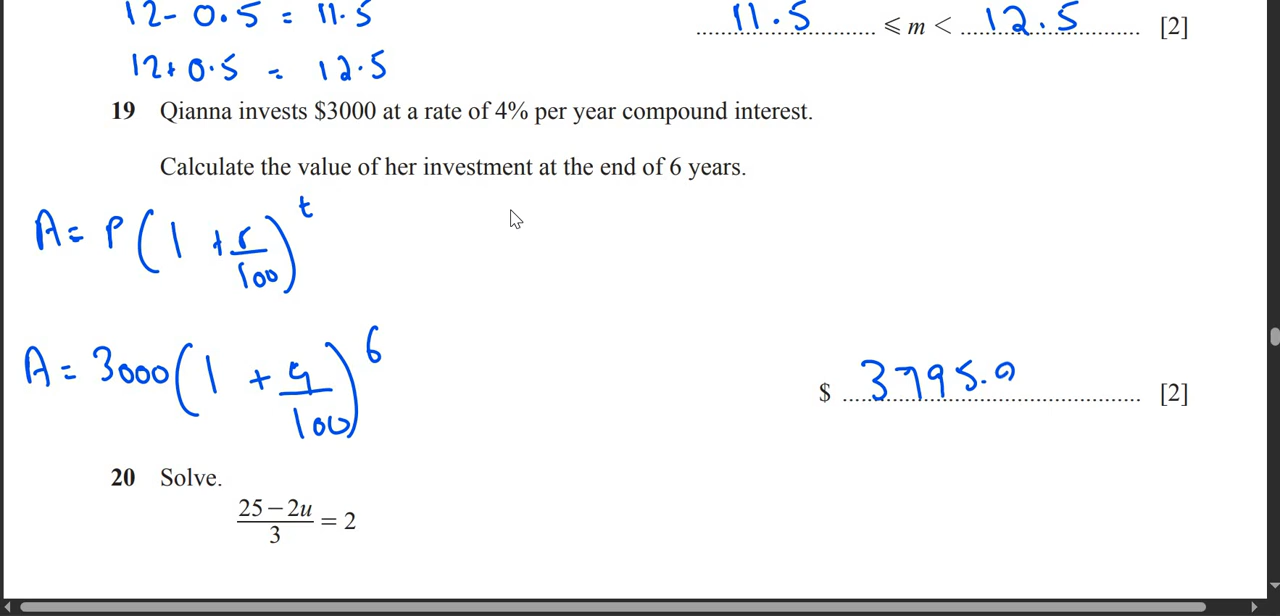 12 - 0.5 = 11.5
11.5 ⩽ m < 12.5 [2]
12 + 0.5 = 12.5
19 Qianna invests $3000 at a rate of 4% per year compound interest.
Calculate the value of her investment at the end of 6 years.
A = P(1 + r/100)^t
A = 3000(1 + 4/100)^6
$ 3795.9 [2]
20 Solve.
(25 − 2u)/3 = 2